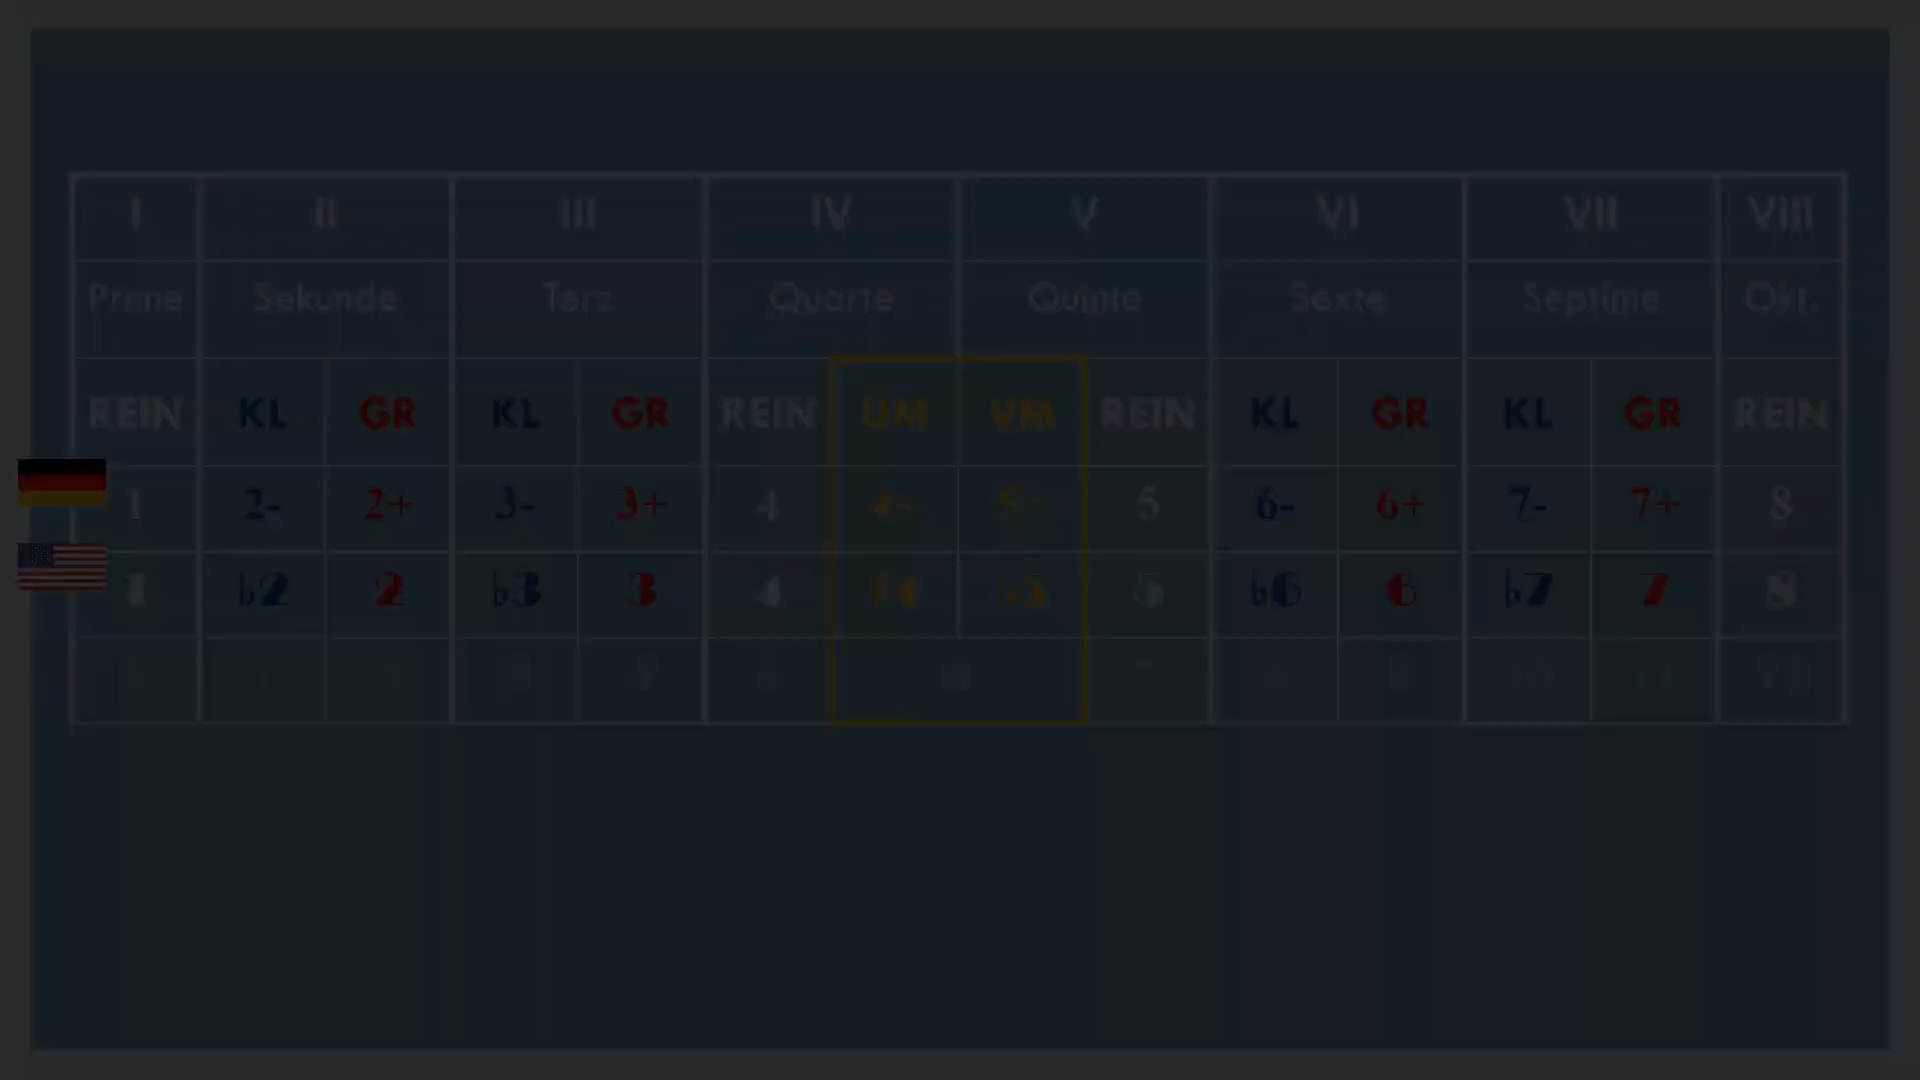 I II III IV V VI VII VIII
Prime Sekunde Terz Quarte Quinte Sexte Septime Okt.
REIN KL GR KL GR REIN ÜM VM REIN KL GR KL GR REIN
1 2- 2+ 3- 3+ 4 5 6- 6+ 7- 7+ 8
1 ♭2 2 ♭3 3 4 5 ♭6 6 ♭7 7 8